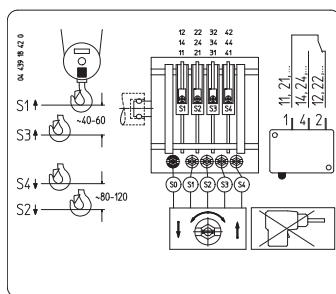 04 439 18 42 0
12 22 32 42
14 24 34 44
11 21 31 41
S1 S2 S3 S4
S1
~40-60
S3
S4
~80-120
S2
11, 21, ...
14, 24, ...
12, 22, ...
1 4 2
S0 S1 S2 S3 S4